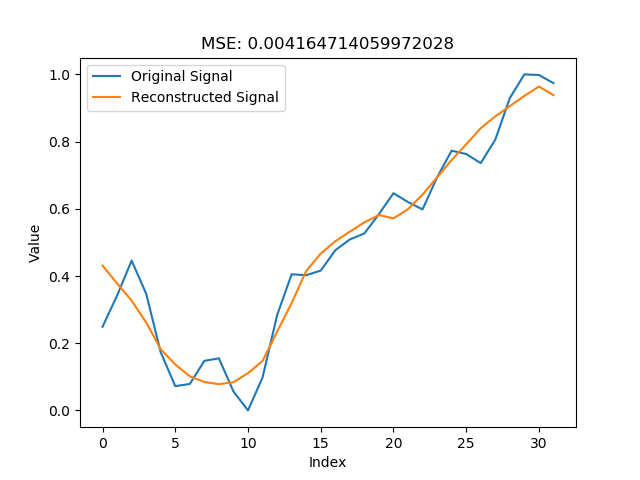 MSE: 0.004164714059972028
Original Signal
Reconstructed Signal
1.0
0.8
0.6
0.4
0.2
0.0
Value
0 5 10 15 20 25 30
Index